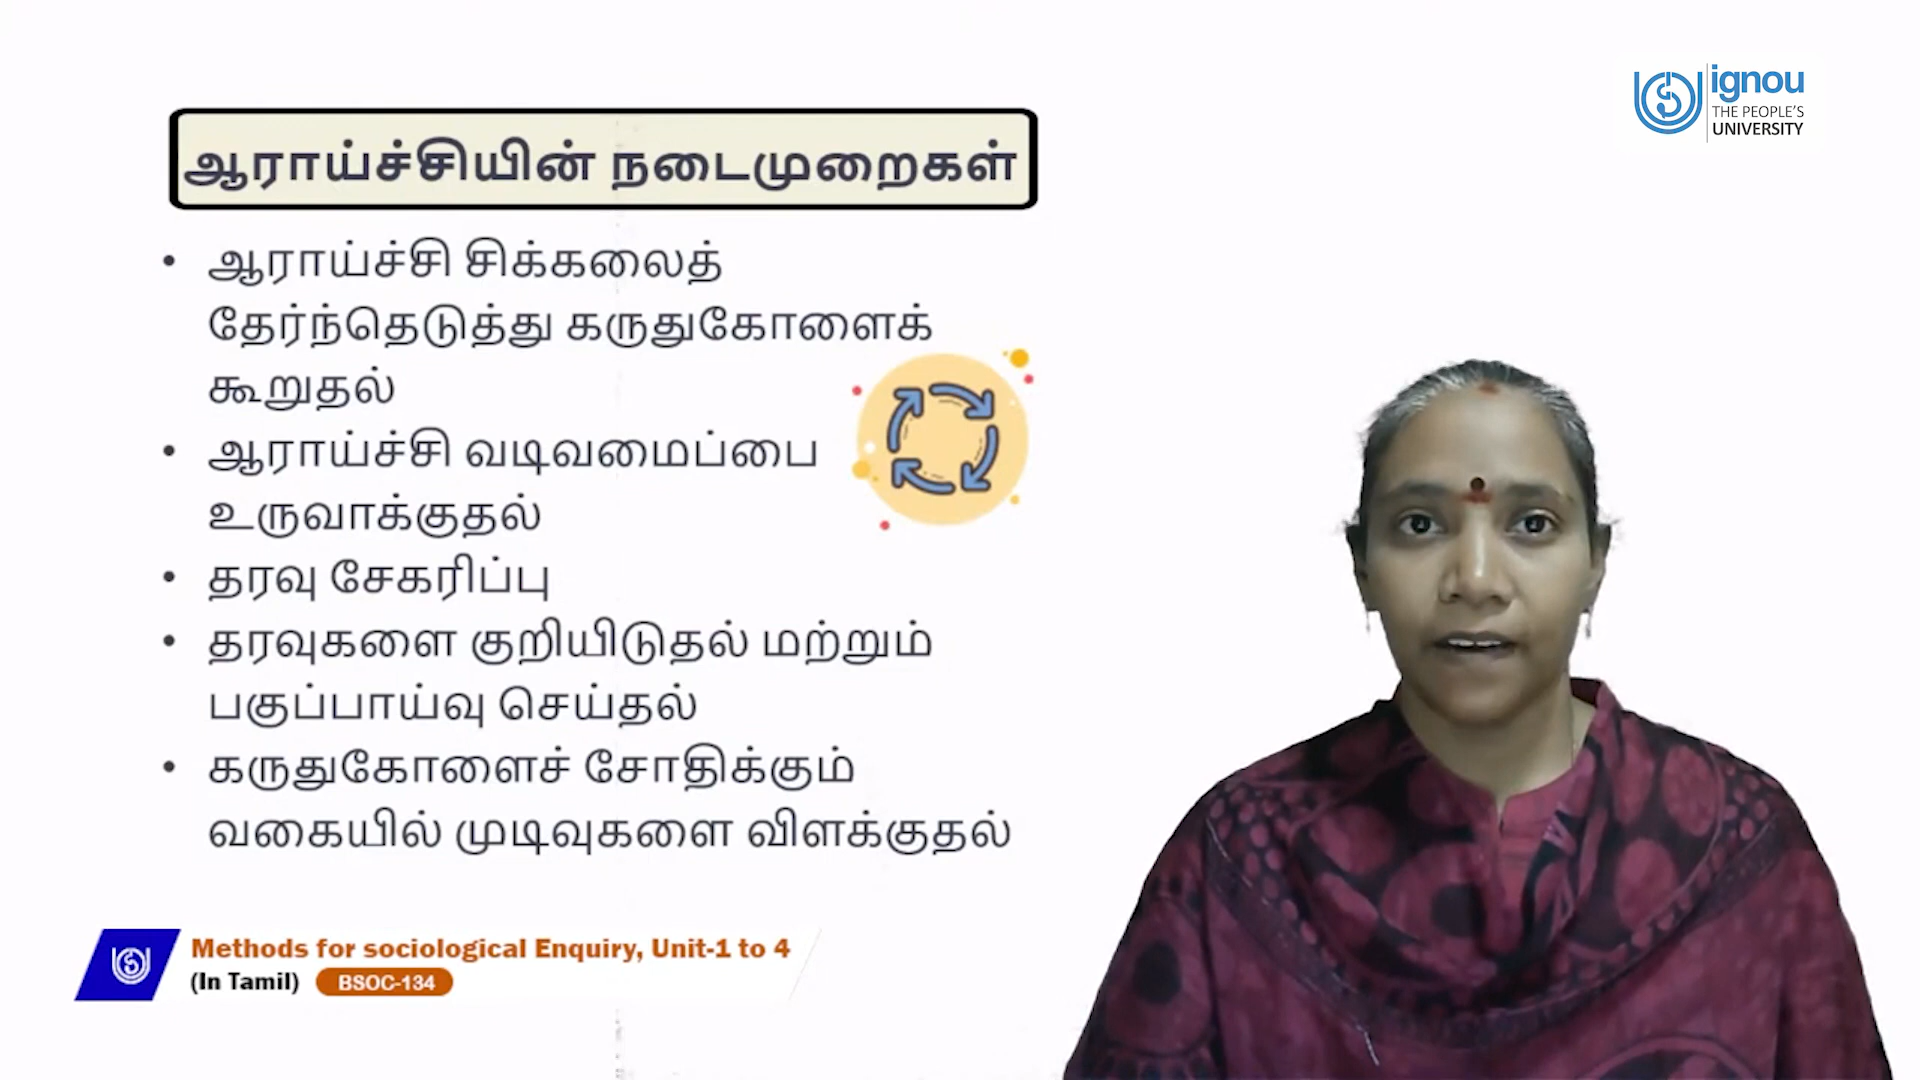 ignou
THE PEOPLE'S
UNIVERSITY
ஆராய்ச்சியின் நடைமுறைகள்
• ஆராய்ச்சி சிக்கலைத்
தேர்ந்தெடுத்து கருதுகோளைக்
கூறுதல்
• ஆராய்ச்சி வடிவமைப்பை
உருவாக்குதல்
• தரவு சேகரிப்பு
• தரவுகளை குறியிடுதல் மற்றும்
பகுப்பாய்வு செய்தல்
• கருதுகோளைச் சோதிக்கும்
வகையில் முடிவுகளை விளக்குதல்
Methods for sociological Enquiry, Unit-1 to 4
(In Tamil) BSOC-134